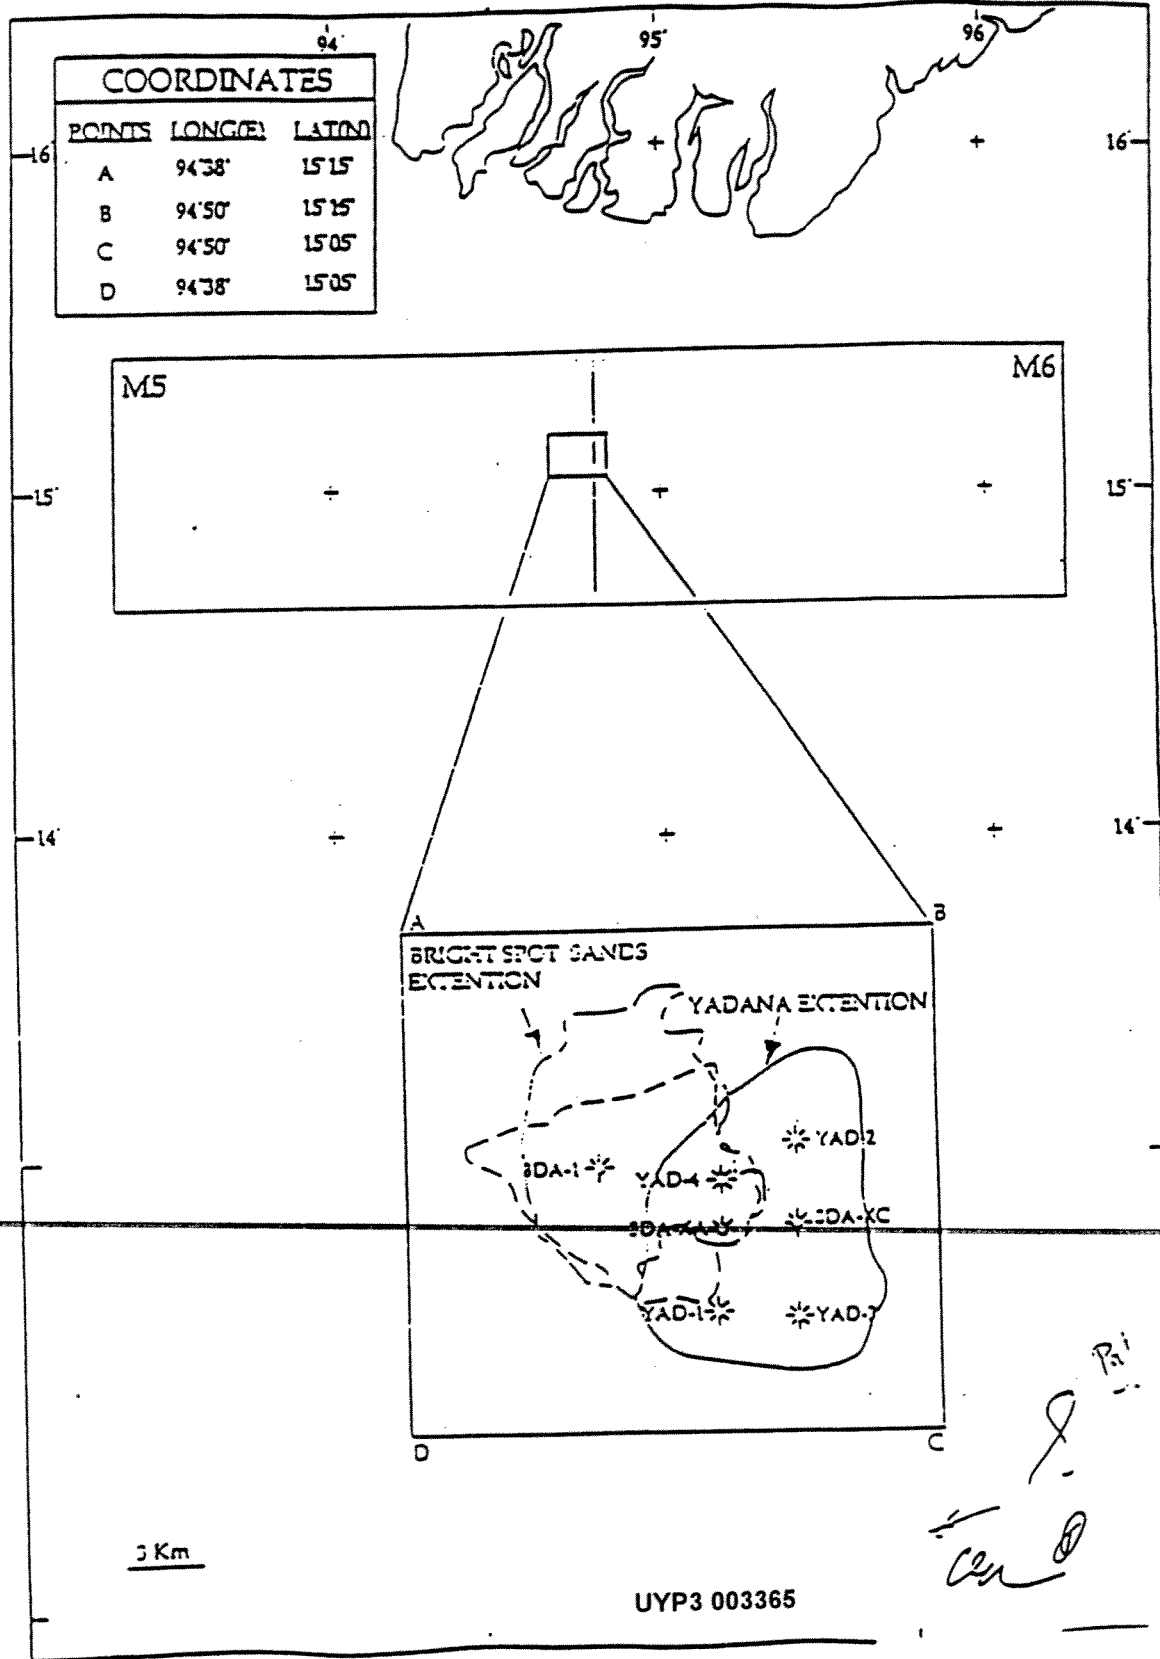 94° 95° 96°
COORDINATES
POINTS LONG(E) LAT(N)
A 94°38' 15°15'
B 94°50' 15°15'
C 94°50' 15°05'
D 94°38' 15°05'
16° 16°
M5 M6
15° 15°
14° 14°
A B
BRIGHT SPOT SANDS
EXTENTION
YADANA EXTENTION
YAD-2
BDA-1 YAD-4
YAD-1 YAD-3
D C
Km
UYP3 003365